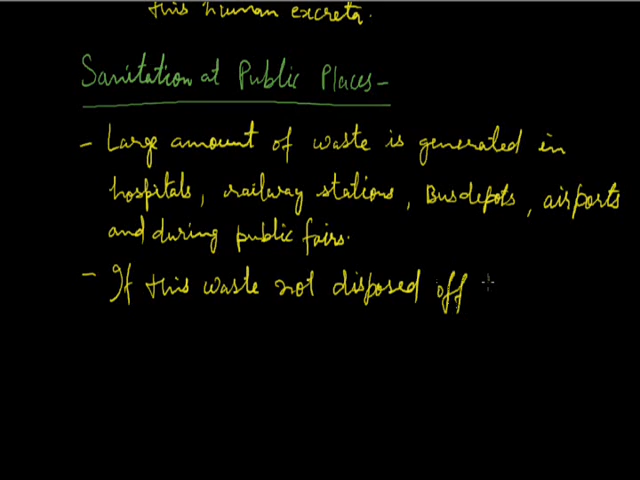 this human excreta.
Sanitation at Public Places-
- Large amount of waste is generated in
hospitals, railway stations, Busdepots, airports
and during public fairs.
- If this waste not disposed off